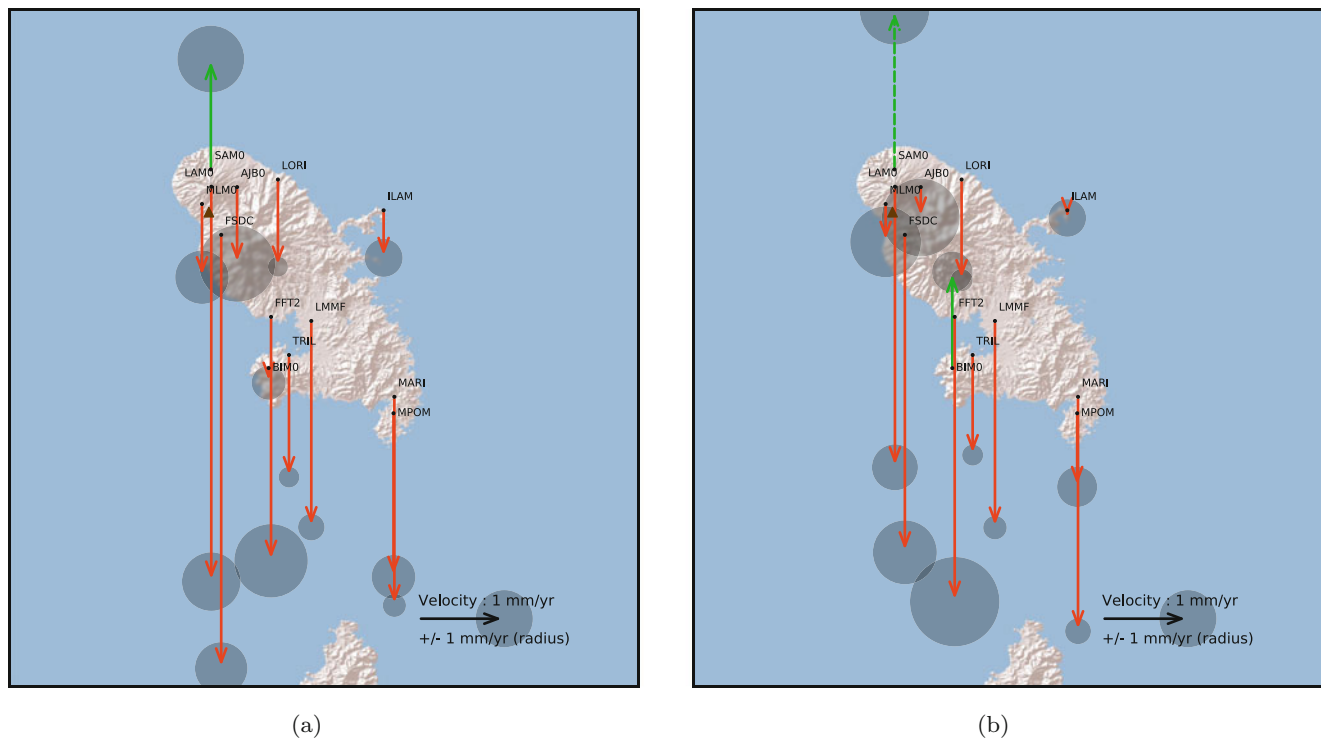 SAM0
LORI
LAM0
AJB0
MLM0
ILAM
FSDC
FFT2
LMMF
TRIL
BIM0
MARI
MPOM
Velocity : 1 mm/yr
+/- 1 mm/yr (radius)
(a)
SAM0
LORI
LAM0
AJB0
MLM0
ILAM
FSDC
FFT2
LMMF
TRIL
BIM0
MARI
MPOM
Velocity : 1 mm/yr
+/- 1 mm/yr (radius)
(b)